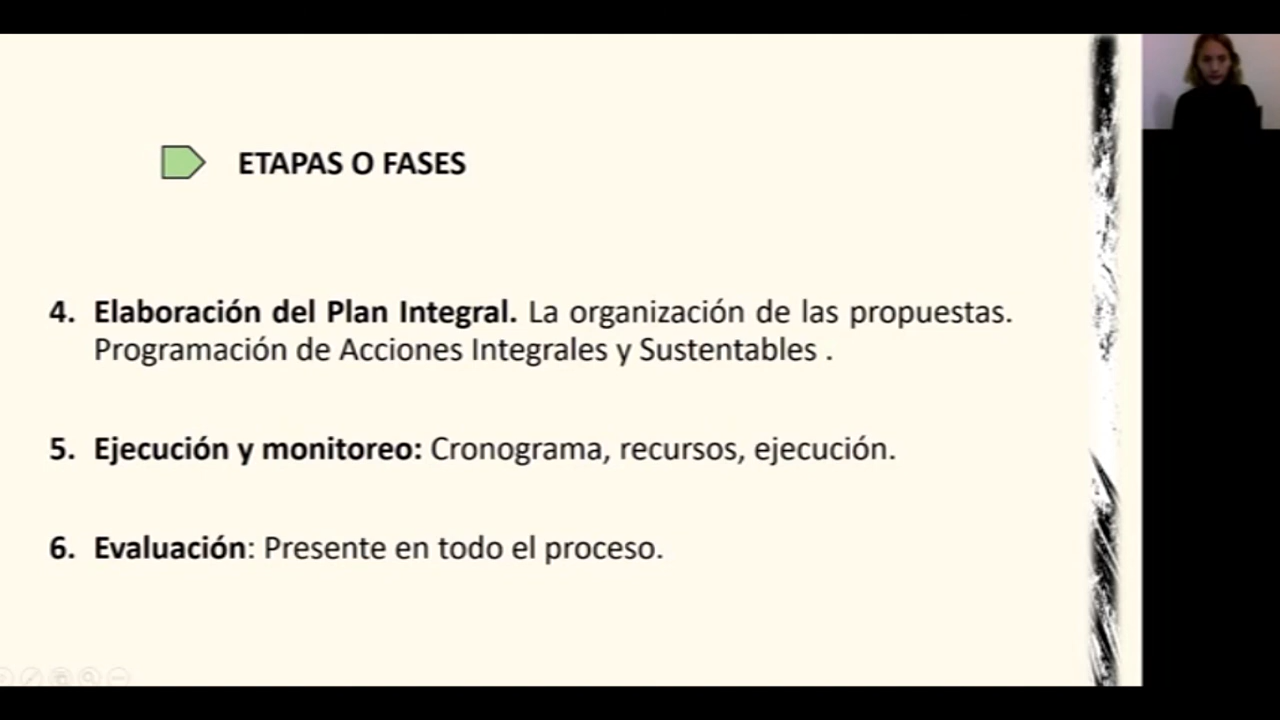 ETAPAS O FASES
4. Elaboración del Plan Integral. La organización de las propuestas.
Programación de Acciones Integrales y Sustentables .
5. Ejecución y monitoreo: Cronograma, recursos, ejecución.
6. Evaluación: Presente en todo el proceso.